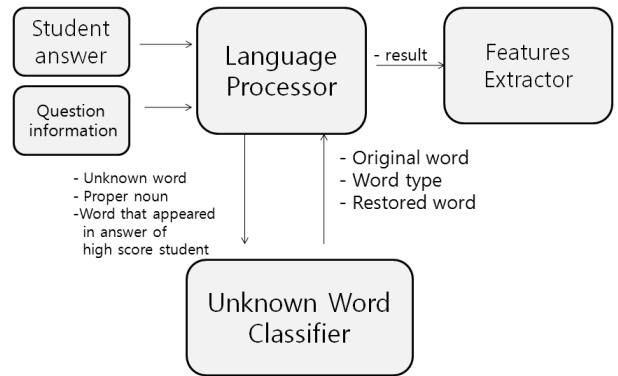 Student
answer
Question
information
Language
Processor
- result
Features
Extractor
- Unknown word
- Proper noun
-Word that appeared
in answer of
high score student
- Original word
- Word type
- Restored word
Unknown Word
Classifier